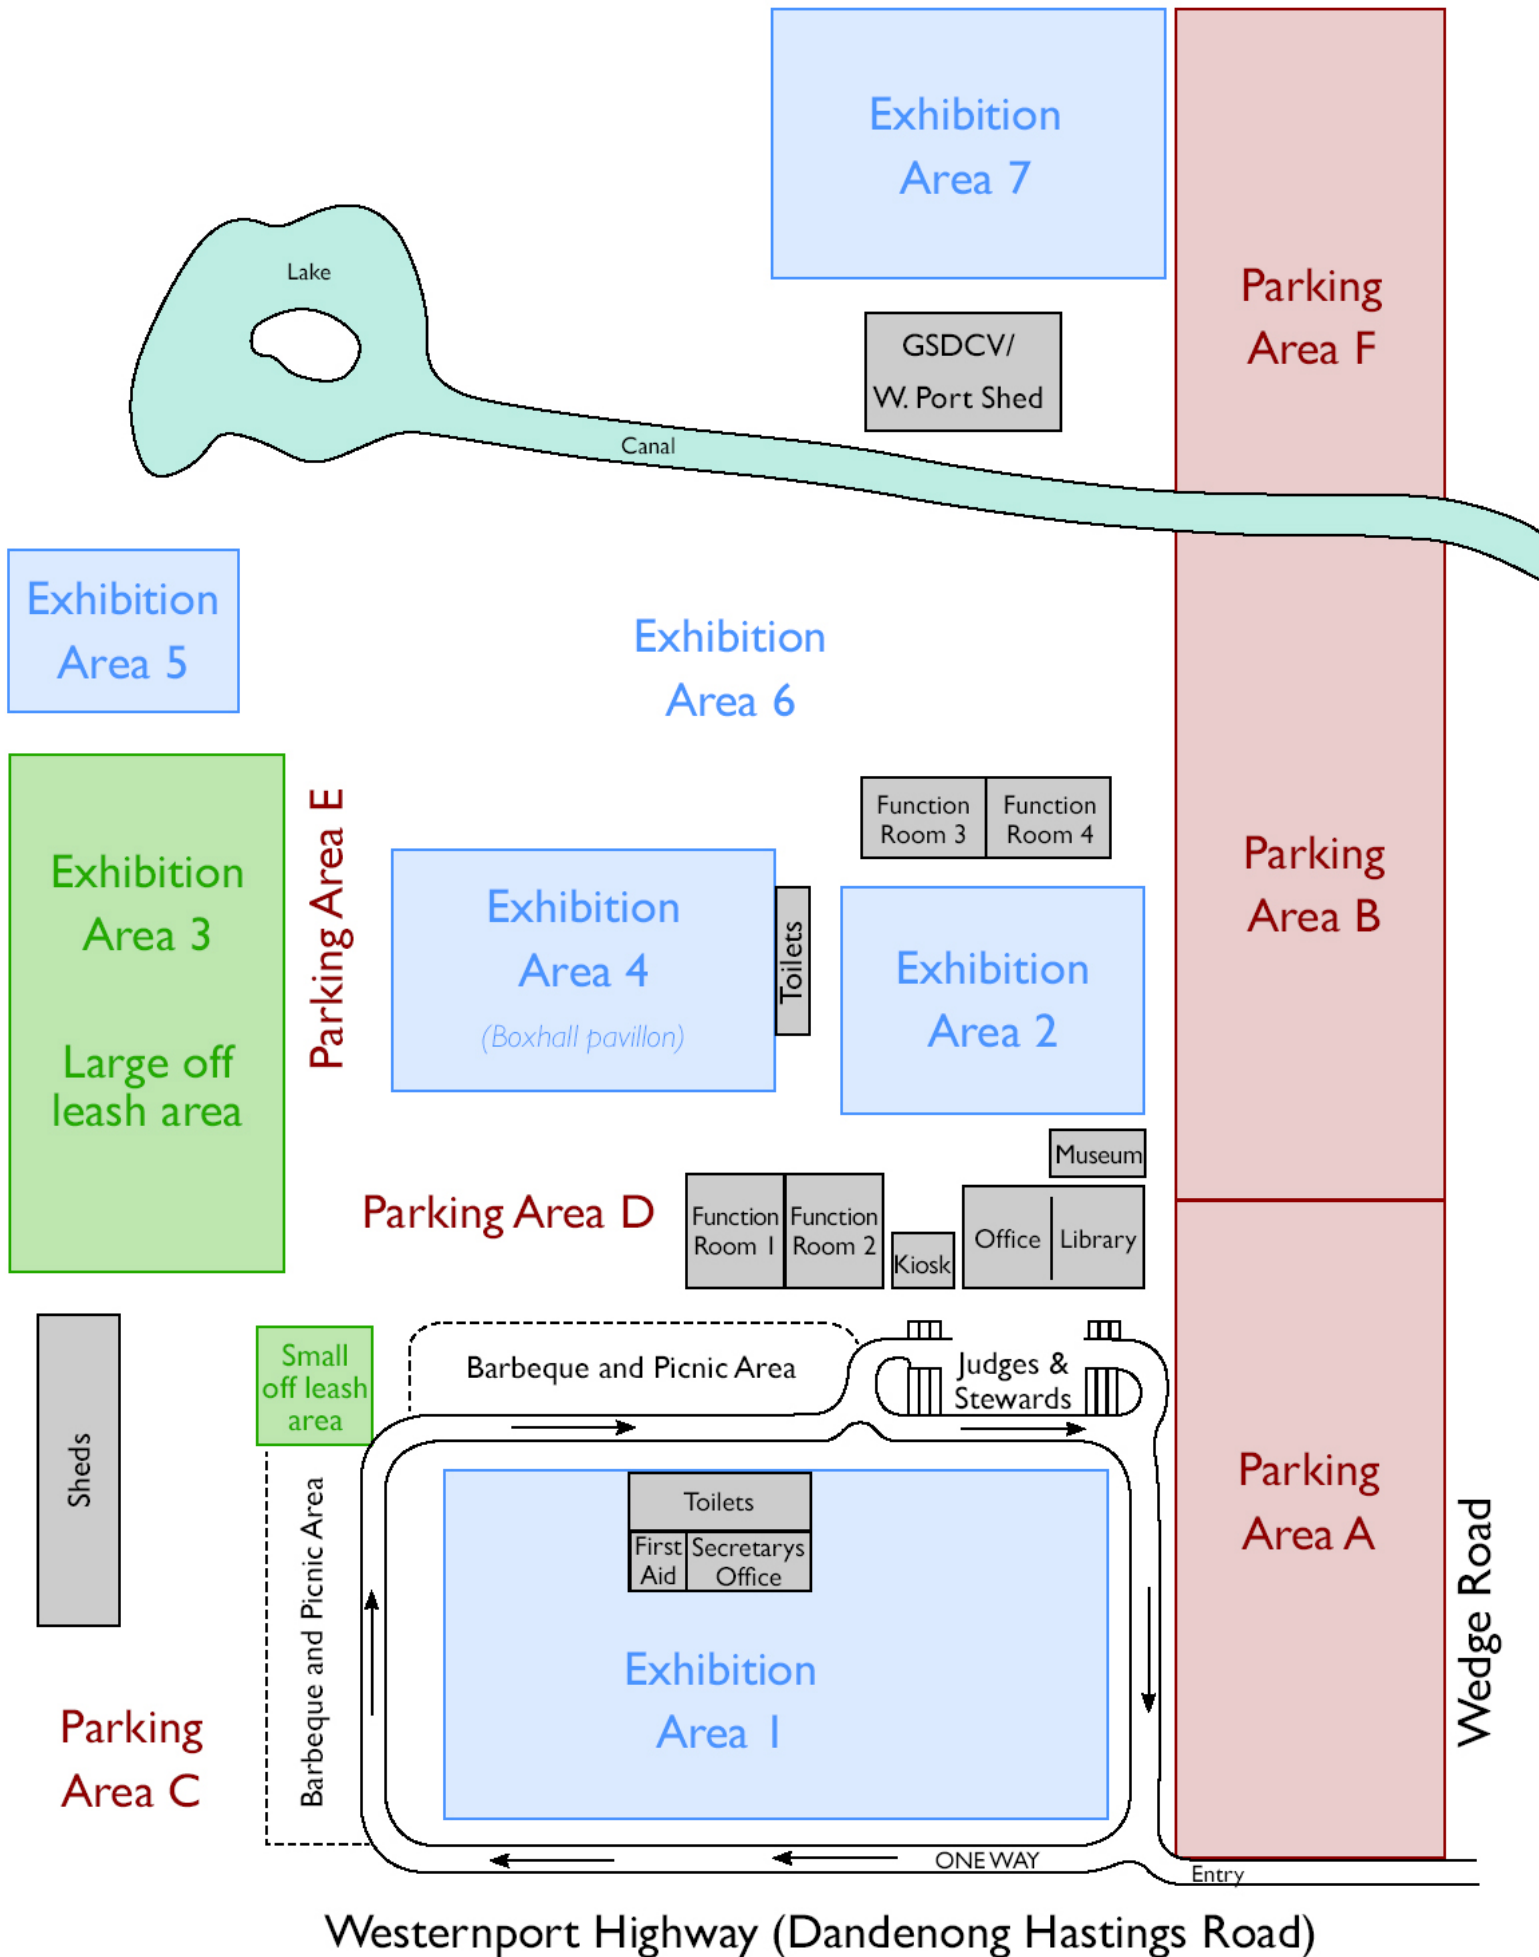 Exhibition
Area 7
Lake
Parking
Area F
GSDCV/
W. Port Shed
Canal
Exhibition
Area 5
Exhibition
Area 6
Function
Room 3
Function
Room 4
Exhibition
Area 3
Large off
leash area
Parking Area E
Exhibition
Area 4
(Boxhall pavillon)
Toilets
Exhibition
Area 2
Parking
Area B
Museum
Parking Area D
Function
Room 1
Function
Room 2
Kiosk
Office
Library
Small
off leash
area
Barbeque and Picnic Area
Judges &
Stewards
Sheds
Barbeque and Picnic Area
Toilets
First
Aid
Secretarys
Office
Exhibition
Area 1
Parking
Area A
Wedge Road
Parking
Area C
ONE WAY
Entry
Westernport Highway (Dandenong Hastings Road)